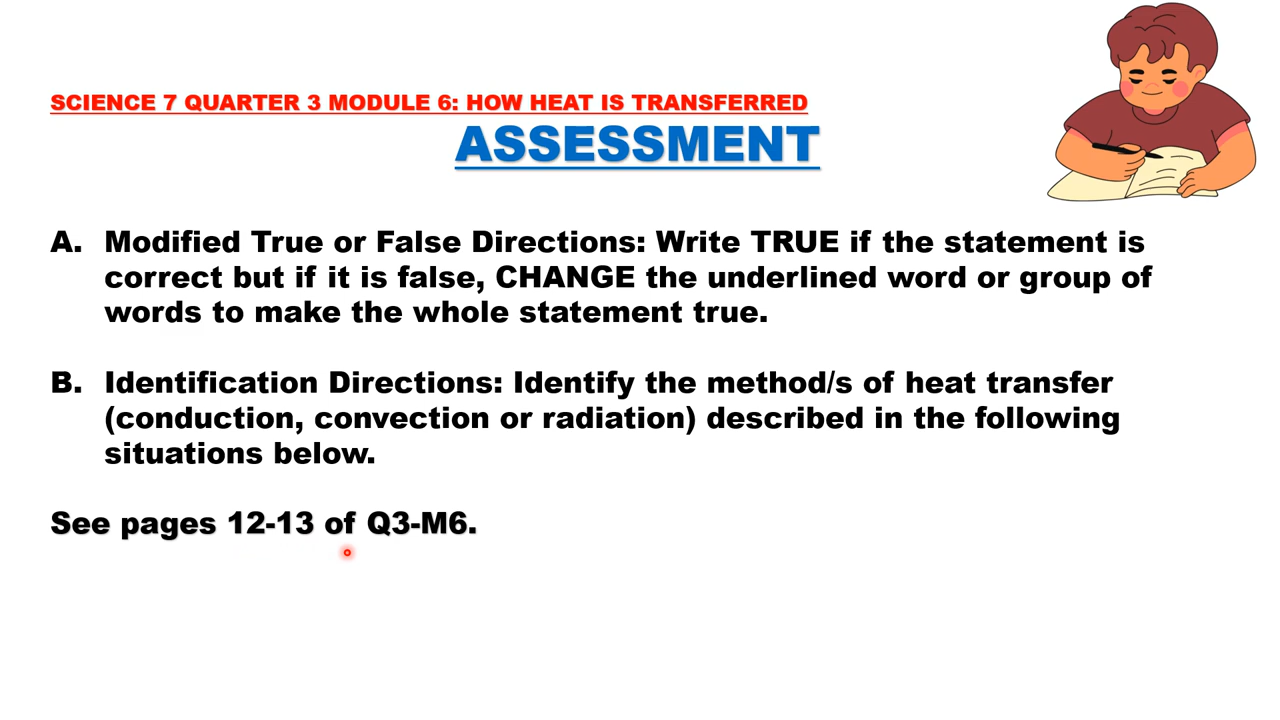 SCIENCE 7 QUARTER 3 MODULE 6: HOW HEAT IS TRANSFERRED
ASSESSMENT
A. Modified True or False Directions: Write TRUE if the statement is
correct but if it is false, CHANGE the underlined word or group of
words to make the whole statement true.
B. Identification Directions: Identify the method/s of heat transfer
(conduction, convection or radiation) described in the following
situations below.
See pages 12-13 of Q3-M6.